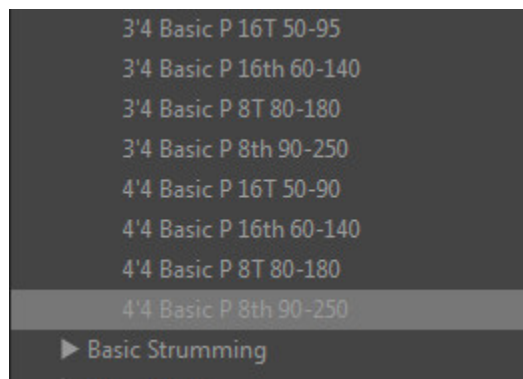 3'4 Basic P 16T 50-95
3'4 Basic P 16th 60-140
3'4 Basic P 8T 80-180
3'4 Basic P 8th 90-250
4'4 Basic P 16T 50-90
4'4 Basic P 16th 60-140
4'4 Basic P 8T 80-180
4'4 Basic P 8th 90-250
Basic Strumming